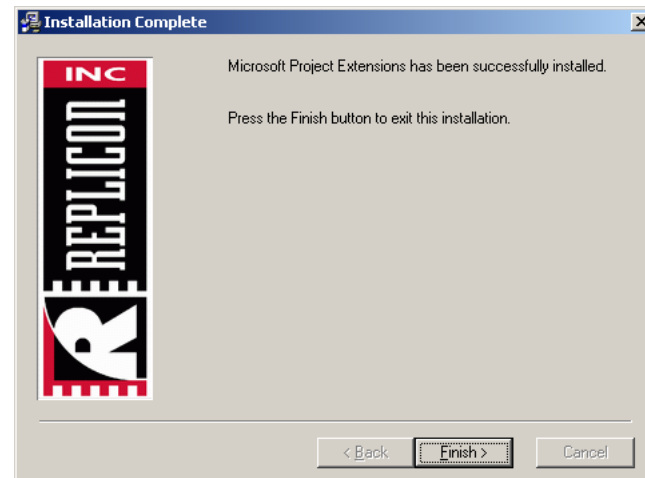 Installation Complete
INC
REPLICON
R
Microsoft Project Extensions has been successfully installed.
Press the Finish button to exit this installation.
< Back
Finish >
Cancel